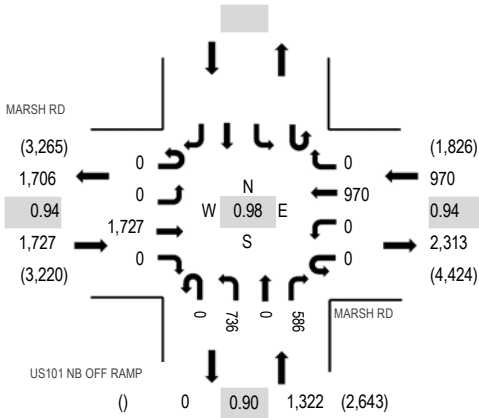 MARSH RD
(3,265) 0 0 (1,826)
1,706 0 N 970 970
0.94 W 0.98 E 0.94
1,727 1,727 S 0 2,313
(3,220) 0 0 (4,424)
0 736 0 586 MARSH RD
US101 NB OFF RAMP
() 0 0.90 1,322 (2,643)